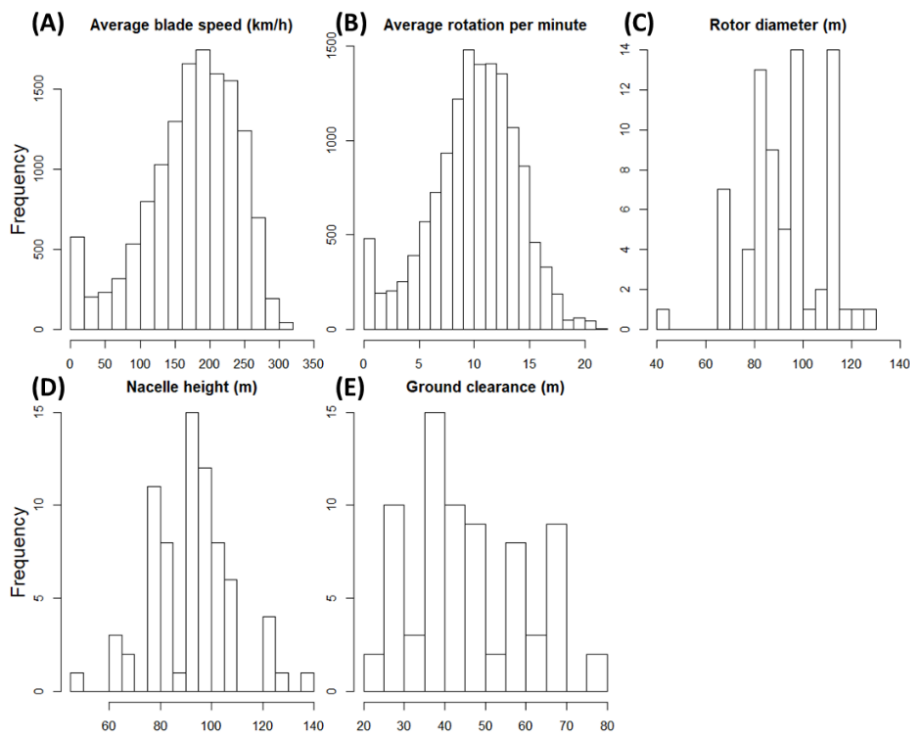 (A) Average blade speed (km/h)
(B) Average rotation per minute
(C) Rotor diameter (m)
Frequency
0 500 1000 1500
0 50 100 150 200 250 300 350
0 500 1000 1500
0 5 10 15 20
0 2 4 6 8 10 12 14
40 60 80 100 120 140
(D) Nacelle height (m)
(E) Ground clearance (m)
Frequency
0 5 10 15
60 80 100 120 140
0 5 10 15
20 30 40 50 60 70 80